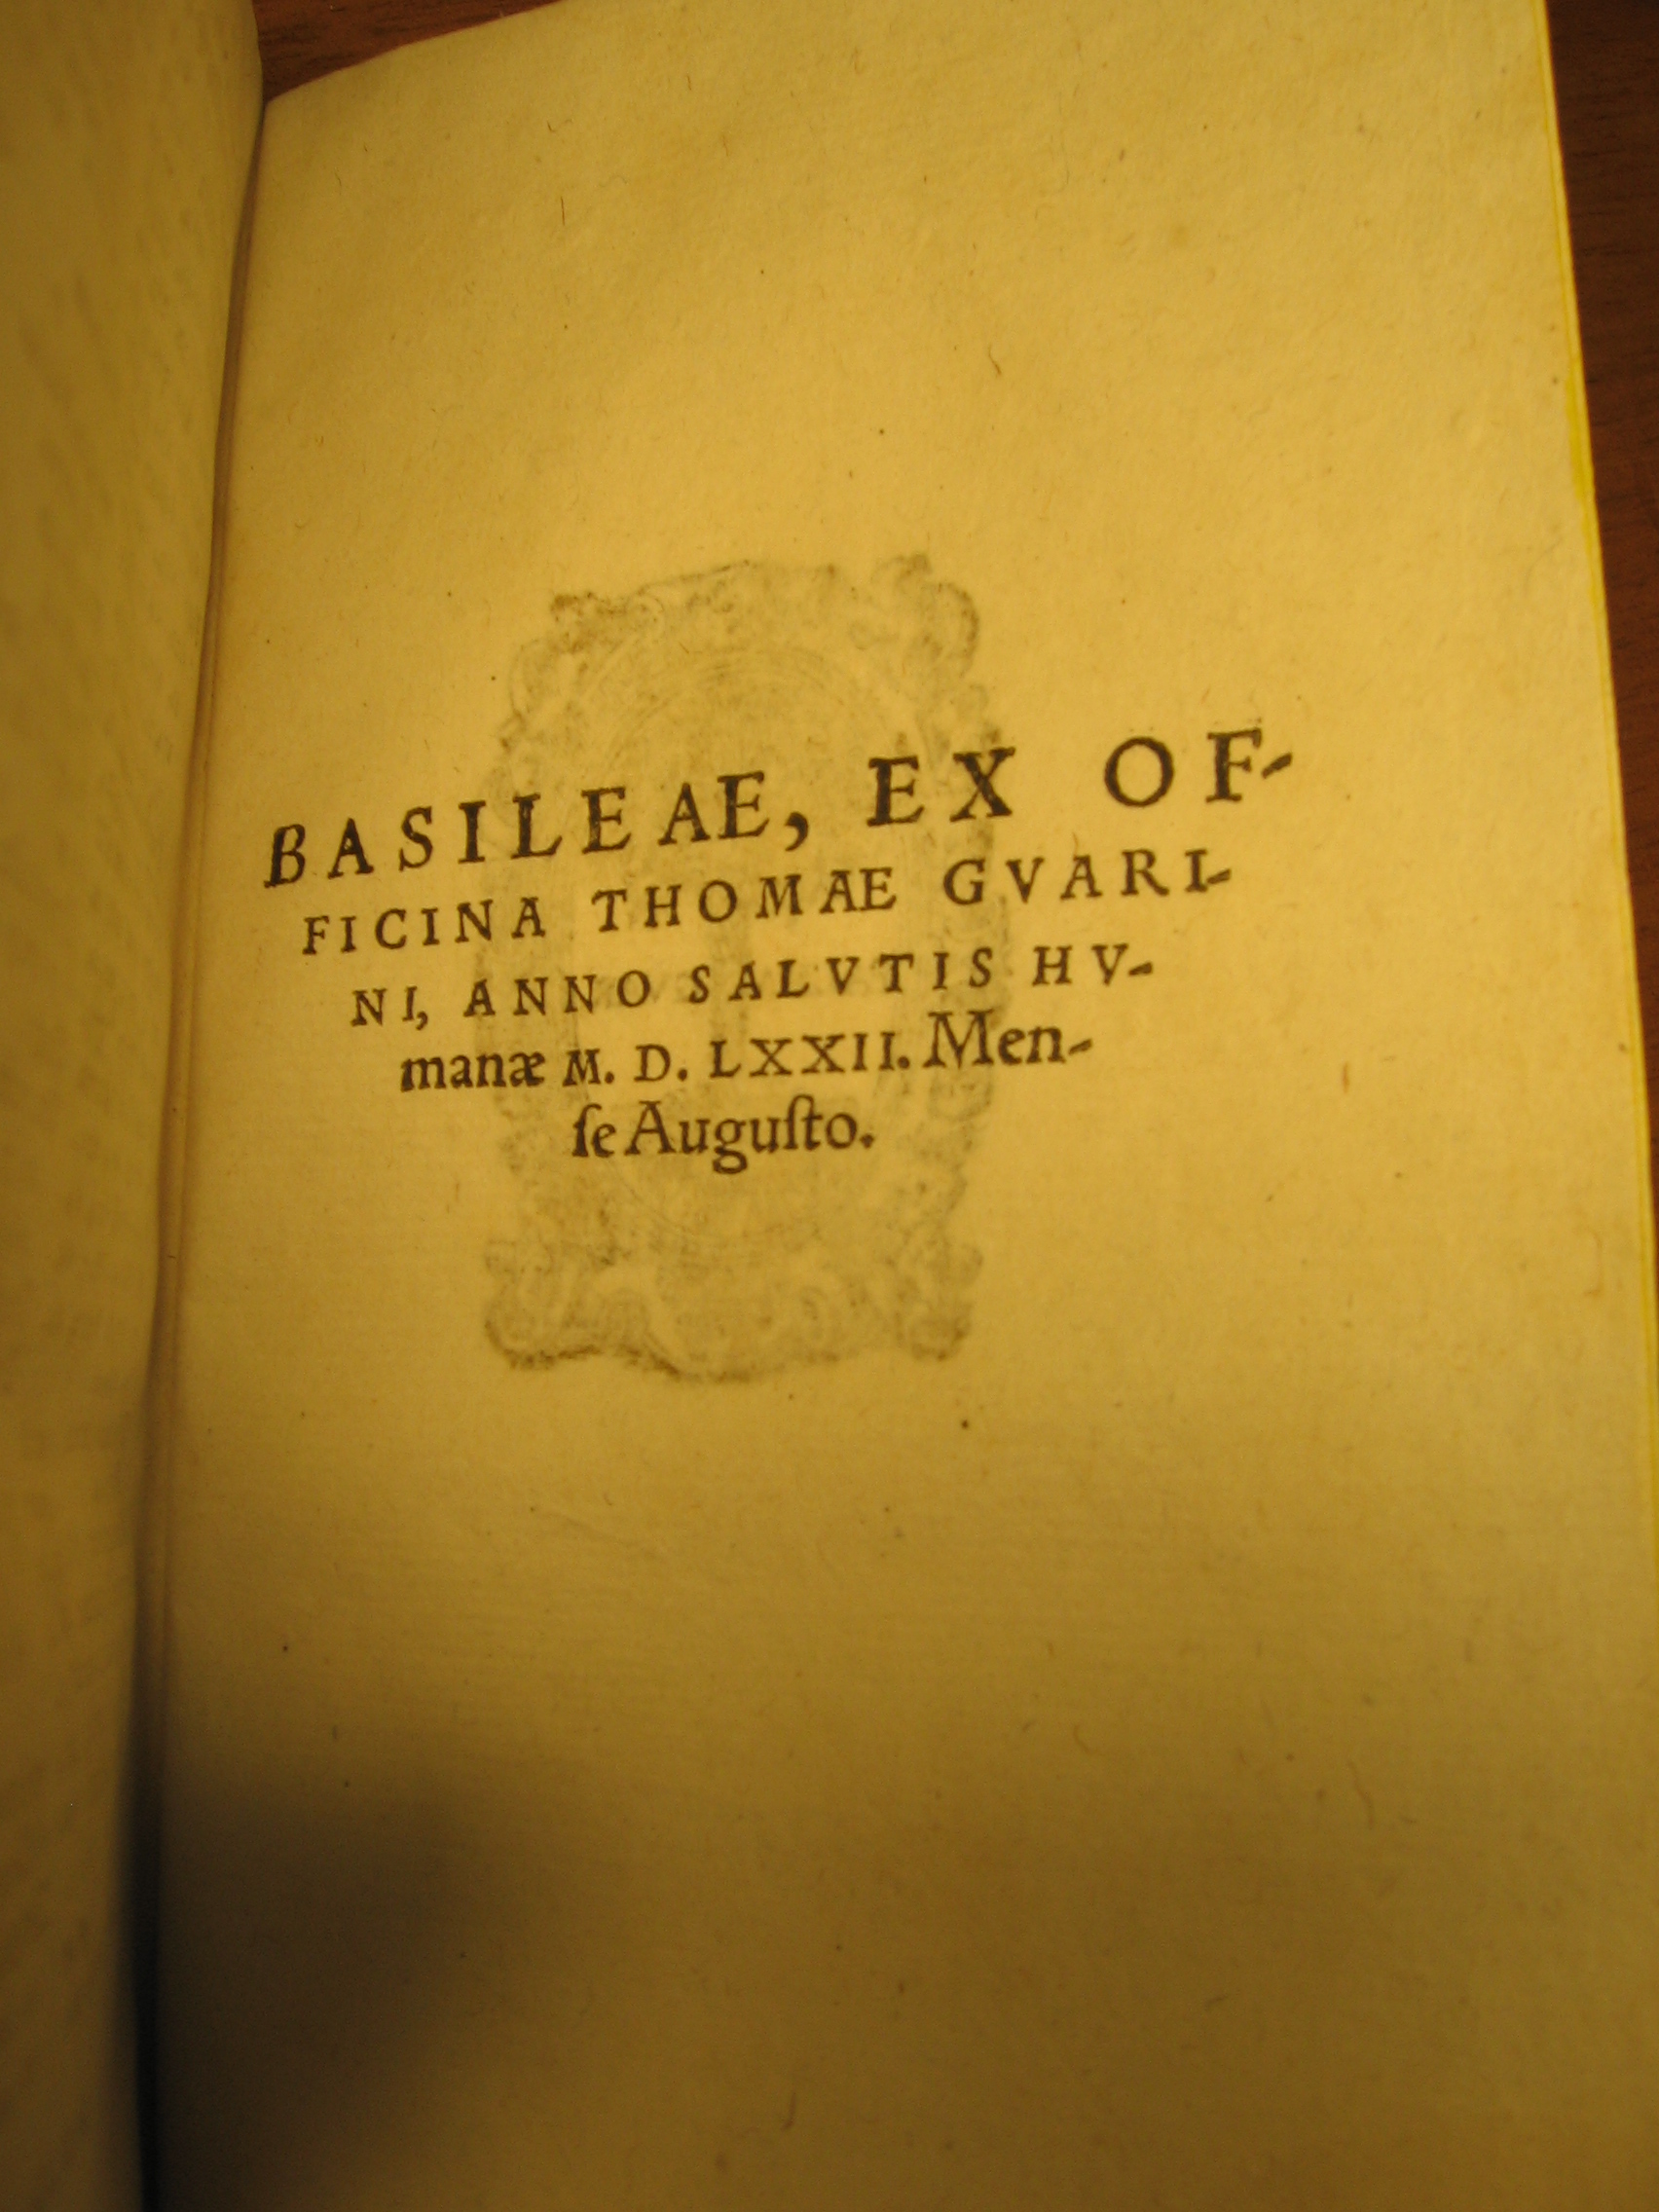 BASILEAE, EX OF-
FICINA THOMAE GVARI-
NI, ANNO SALVTIS HV-
manæ M. D. LXXII. Men-
ſe Auguſto.